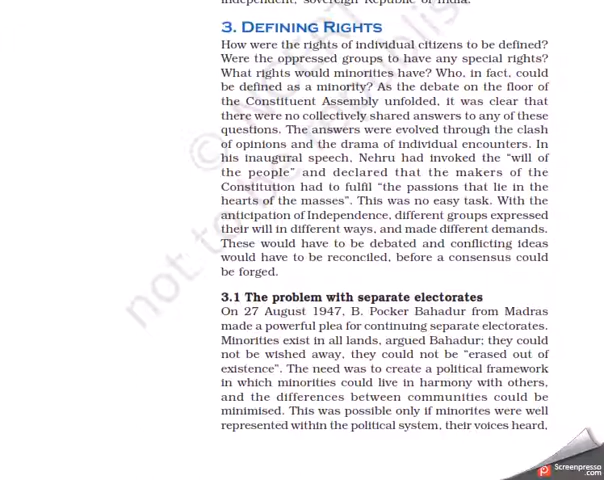 independent, sovereign Republic of India.
3. DEFINING RIGHTS
How were the rights of individual citizens to be defined?
Were the oppressed groups to have any special rights?
What rights would minorities have? Who, in fact, could
be defined as a minority? As the debate on the floor of
the Constituent Assembly unfolded, it was clear that
there were no collectively shared answers to any of these
questions. The answers were evolved through the clash
of opinions and the drama of individual encounters. In
his inaugural speech, Nehru had invoked the “will of
the people” and declared that the makers of the
Constitution had to fulfil “the passions that lie in the
hearts of the masses”. This was no easy task. With the
anticipation of Independence, different groups expressed
their will in different ways, and made different demands.
These would have to be debated and conflicting ideas
would have to be reconciled, before a consensus could
be forged.
3.1 The problem with separate electorates
On 27 August 1947, B. Pocker Bahadur from Madras
made a powerful plea for continuing separate electorates.
Minorities exist in all lands, argued Bahadur; they could
not be wished away, they could not be “erased out of
existence”. The need was to create a political framework
in which minorities could live in harmony with others,
and the differences between communities could be
minimised. This was possible only if minorites were well
represented within the political system, their voices heard,
© NCERT
not to be republis
Screenpresso
.com